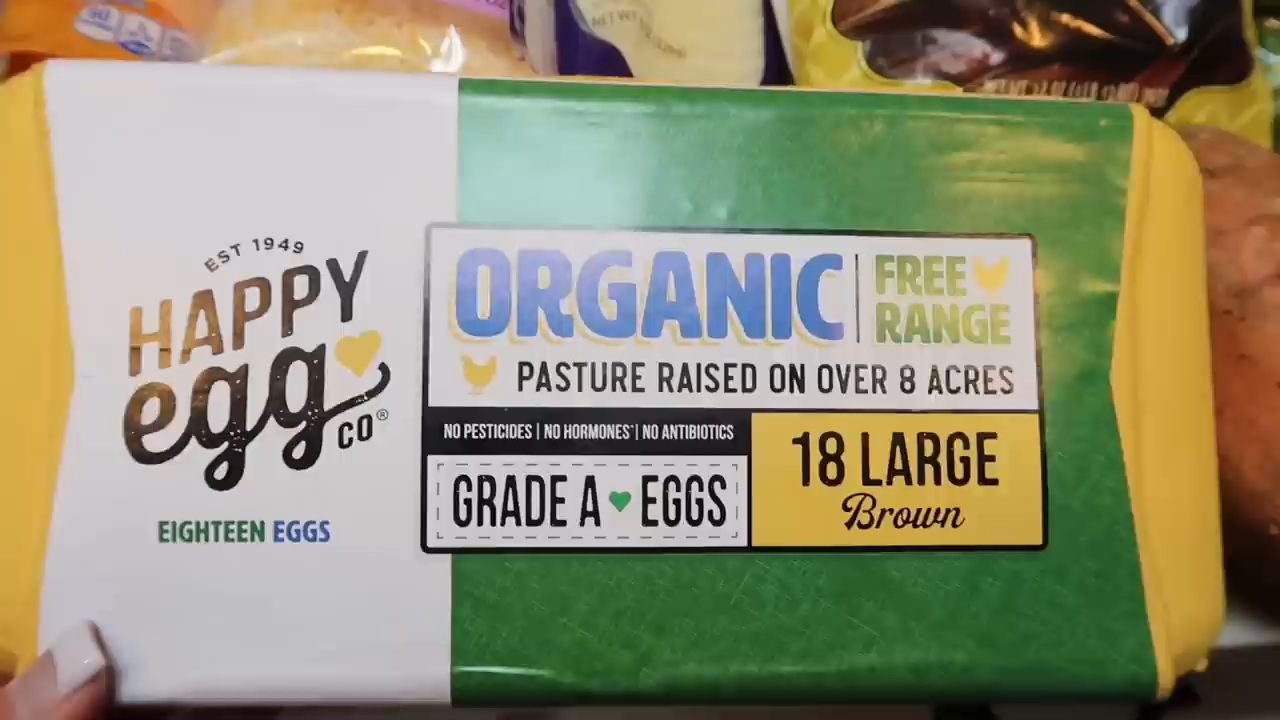 EST 1949
HAPPY
egg
CO®
EIGHTEEN EGGS
ORGANIC
FREE
RANGE
PASTURE RAISED ON OVER 8 ACRES
NO PESTICIDES | NO HORMONES* | NO ANTIBIOTICS
GRADE A EGGS
18 LARGE
Brown